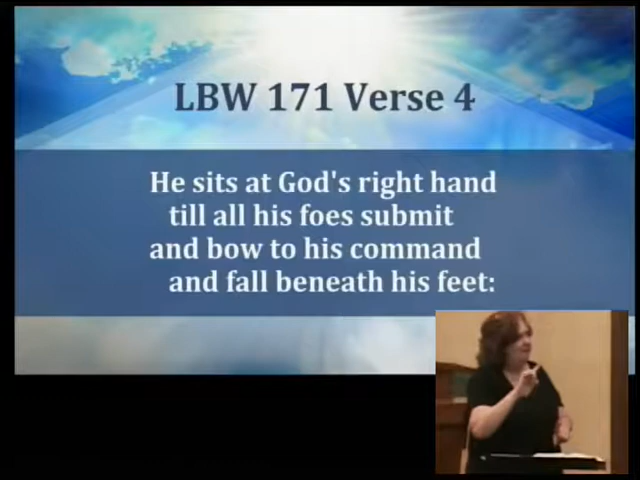 LBW 171 Verse 4
He sits at God's right hand
till all his foes submit
and bow to his command
and fall beneath his feet: